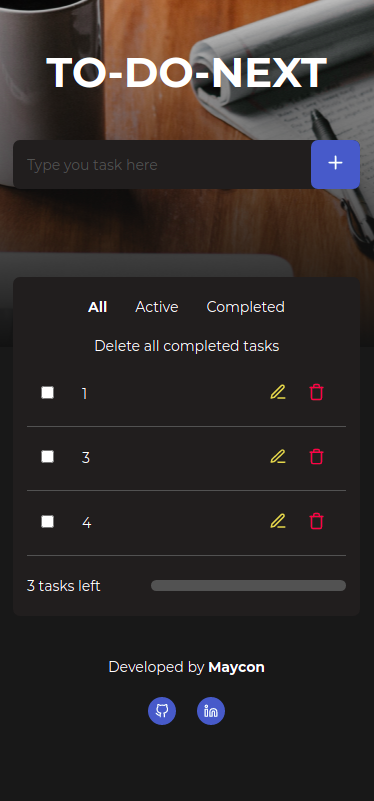 TO-DO-NEXT
Type you task here
All Active Completed
Delete all completed tasks
1
3
4
3 tasks left
Developed by Maycon